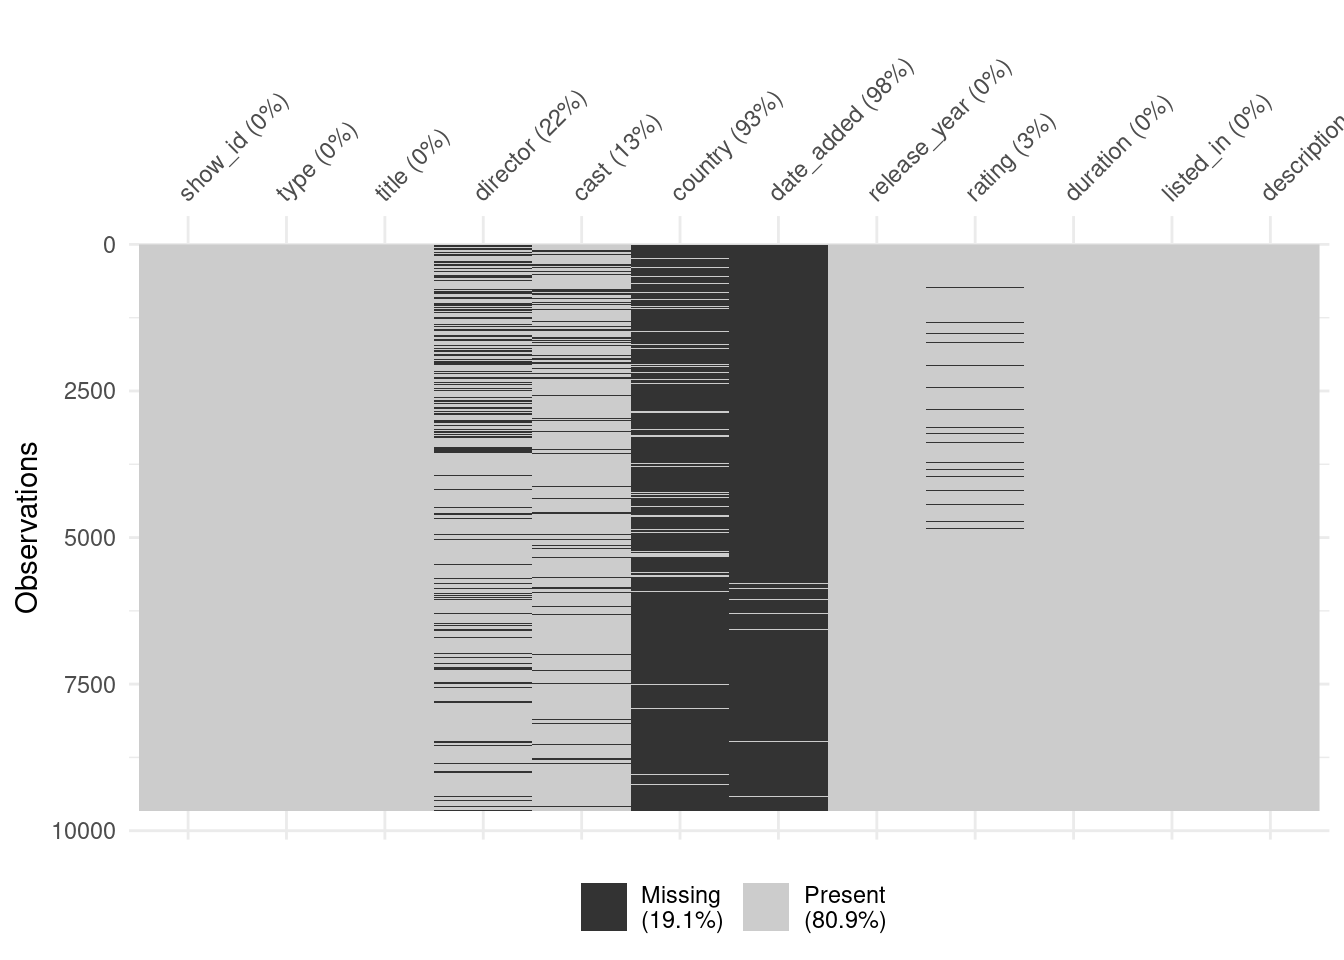 show_id (0%)
type (0%)
title (0%)
director (22%)
cast (13%)
country (93%)
date_added (98%)
release_year (0%)
rating (3%)
duration (0%)
listed_in (0%)
description
0
2500
5000
7500
10000
Observations
Missing
(19.1%)
Present
(80.9%)